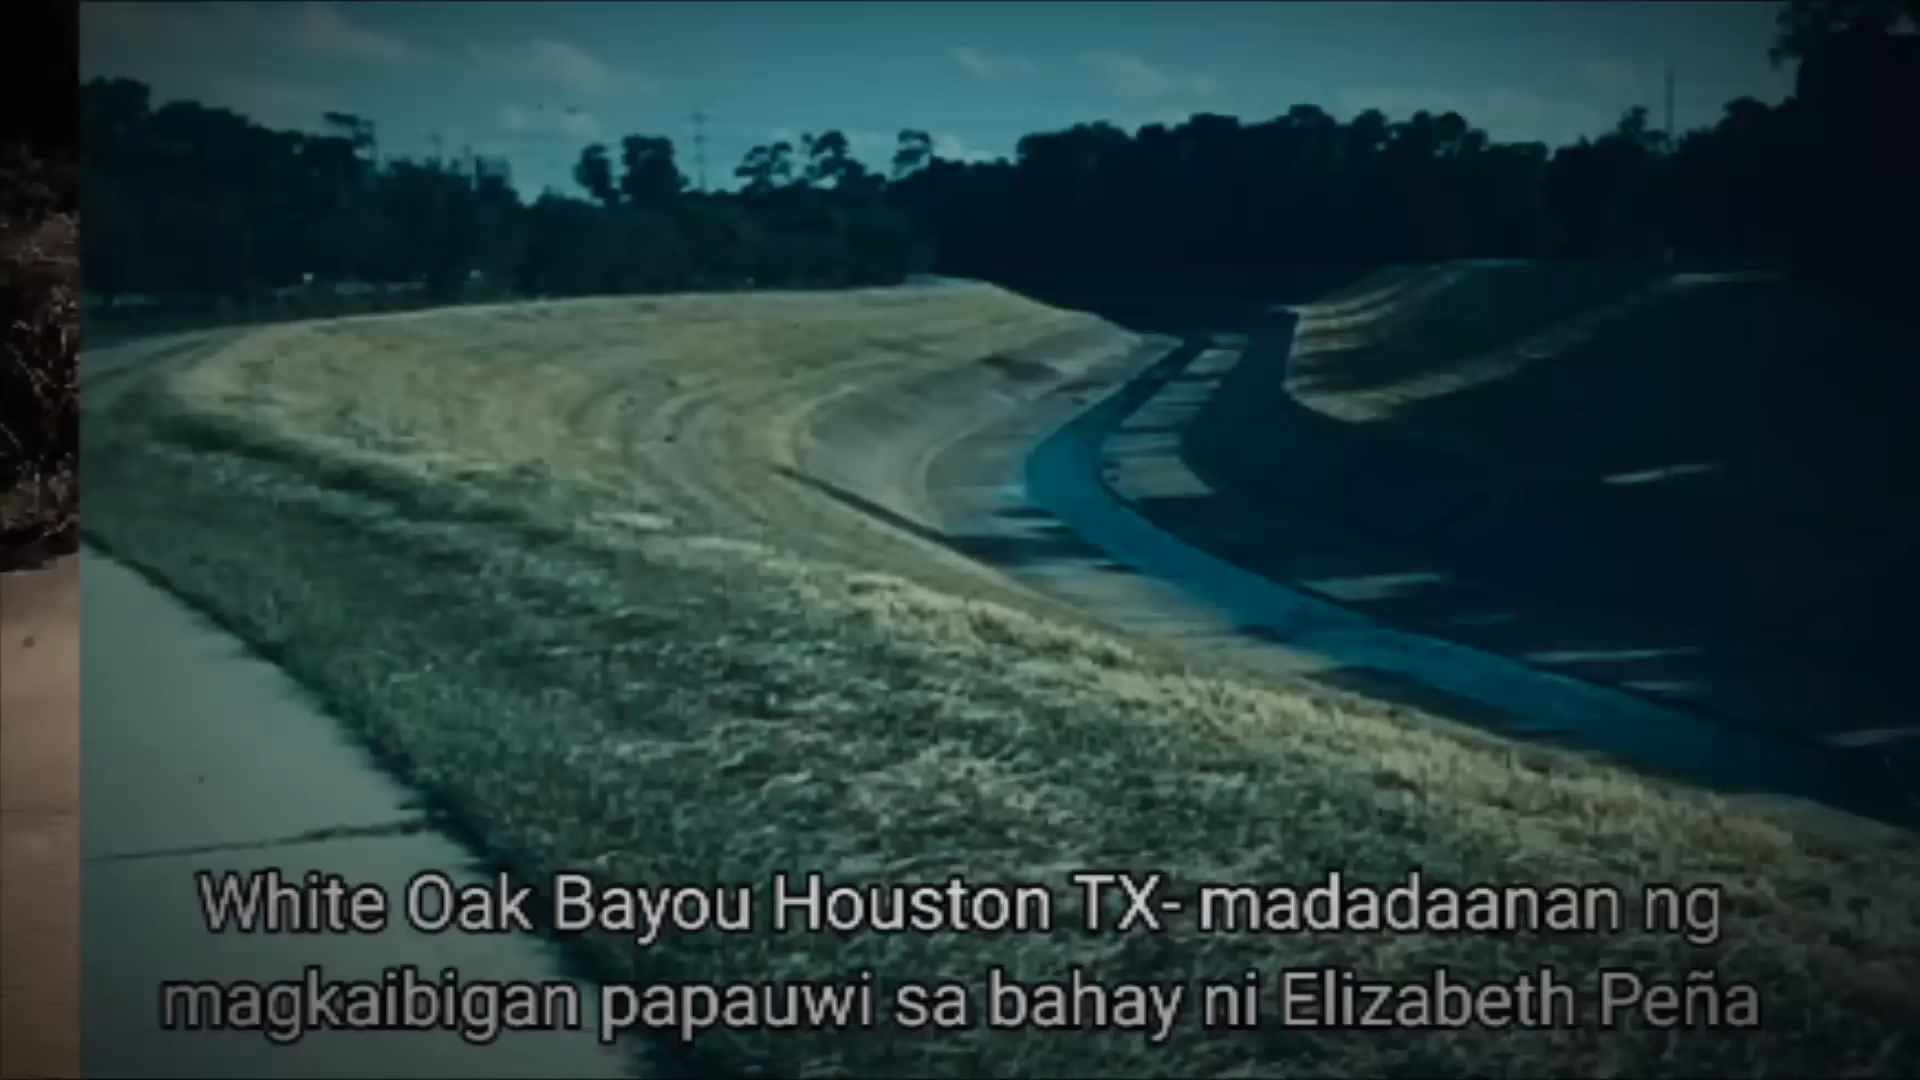 White Oak Bayou Houston TX- madadaanan ng
magkaibigan papauwi sa bahay ni Elizabeth Peña